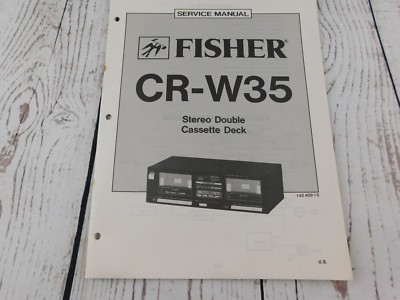 SERVICE MANUAL
FISHER
CR-W35
Stereo Double
Cassette Deck
U.S.